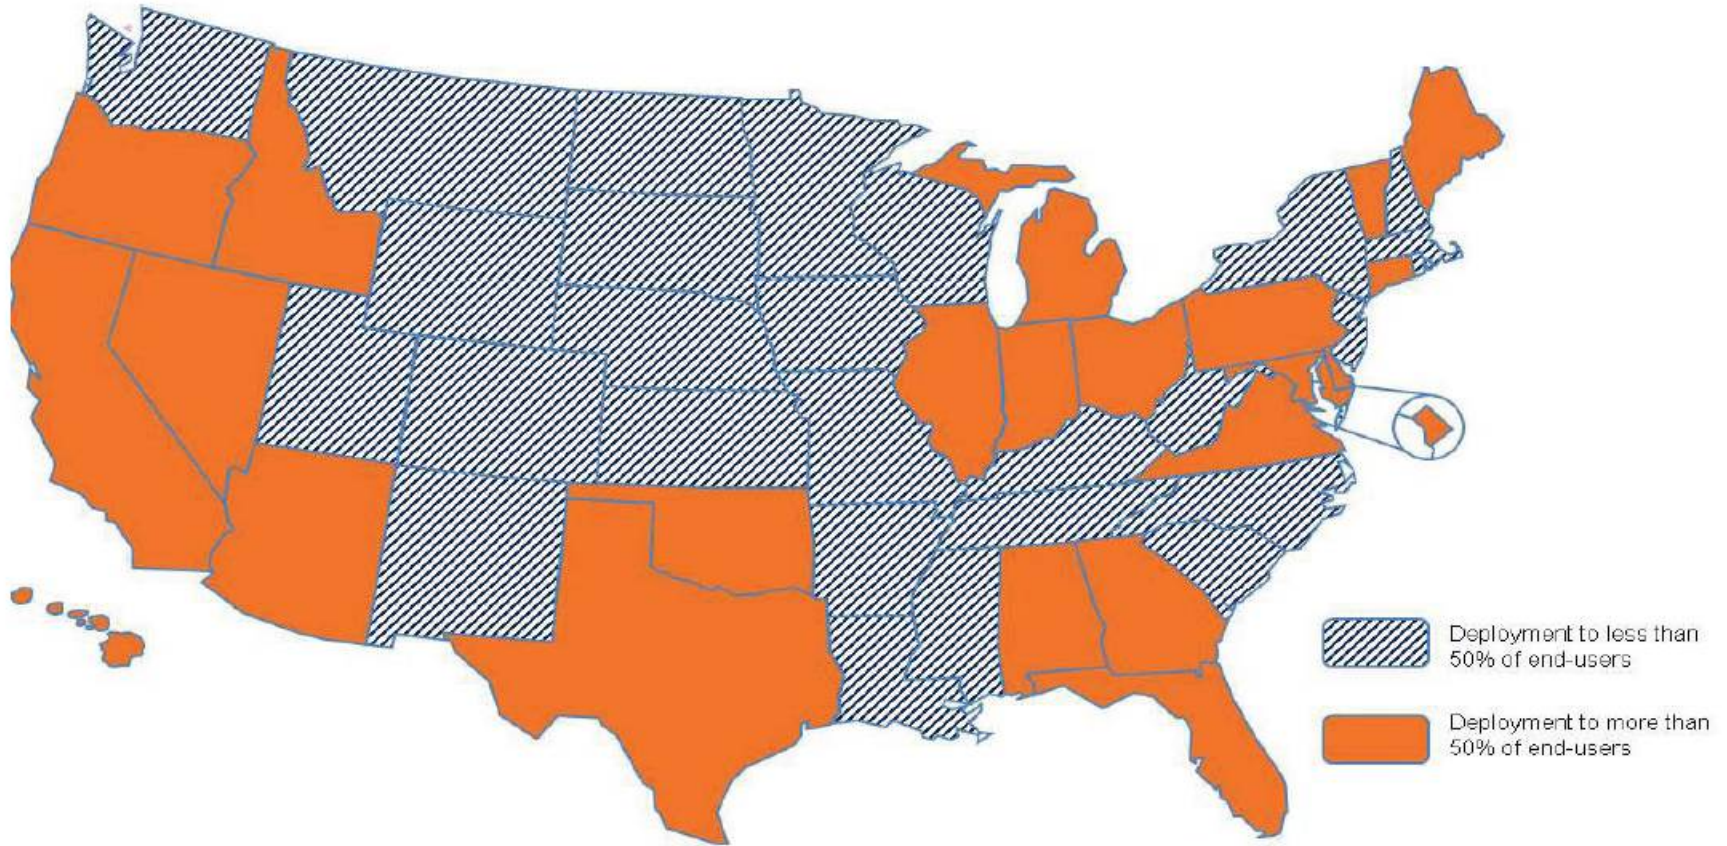 Deployment to less than
50% of end-users
Deployment to more than
50% of end-users